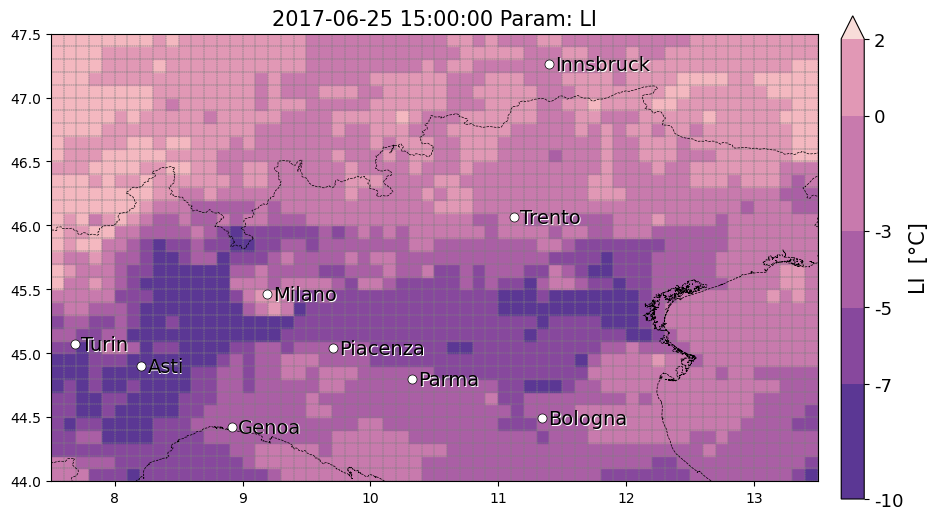 2017-06-25 15:00:00 Param: LI
47.5
47.0
46.5
46.0
45.5
45.0
44.5
44.0
8
9
10
11
12
13
Innsbruck
Trento
Milano
Turin
Piacenza
Asti
Parma
Bologna
Genoa
2
0
-3
-5
-7
-10
LI [°C]